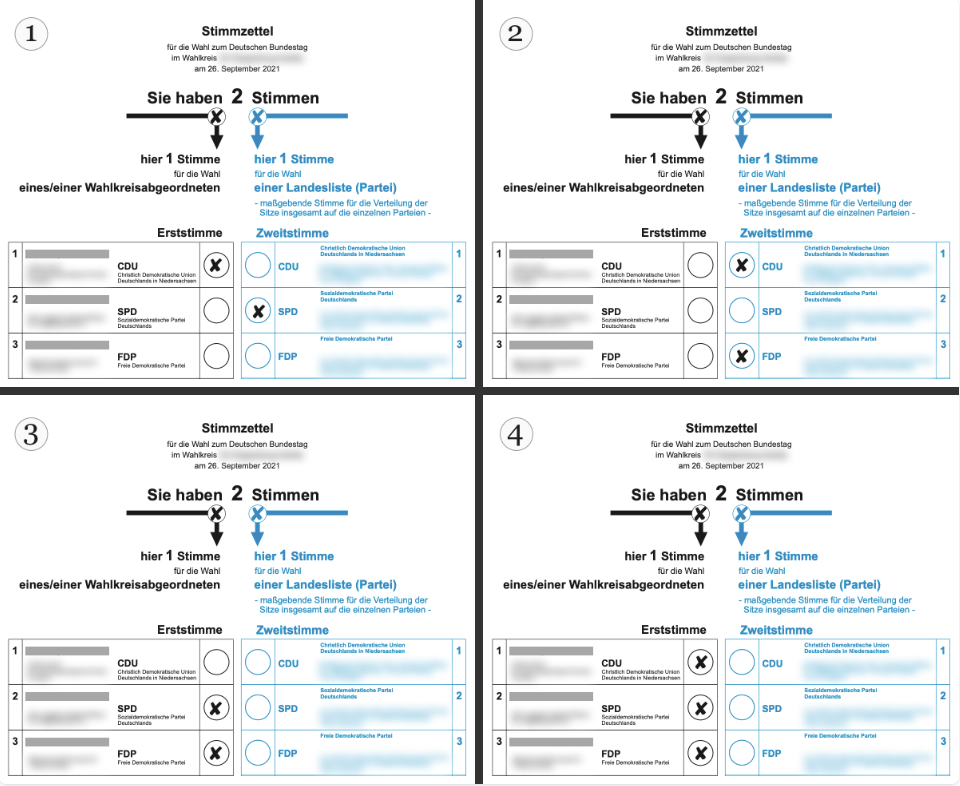 1
Stimmzettel
für die Wahl zum Deutschen Bundestag
im Wahlkreis
am 26. September 2021
Sie haben 2 Stimmen
hier 1 Stimme
für die Wahl
eines/einer Wahlkreisabgeordneten
hier 1 Stimme
für die Wahl
einer Landesliste (Partei)
- maßgebende Stimme für die Verteilung der
Sitze insgesamt auf die einzelnen Parteien -
Erststimme
1
CDU
Christlich Demokratische Union
Deutschlands in Niedersachsen
2
SPD
Sozialdemokratische Partei
Deutschlands
3
FDP
Freie Demokratische Partei
Zweitstimme
CDU
Christlich Demokratische Union
Deutschlands in Niedersachsen
1
SPD
Sozialdemokratische Partei
Deutschlands
2
FDP
Freie Demokratische Partei
3
2
Stimmzettel
für die Wahl zum Deutschen Bundestag
im Wahlkreis
am 26. September 2021
Sie haben 2 Stimmen
hier 1 Stimme
für die Wahl
eines/einer Wahlkreisabgeordneten
hier 1 Stimme
für die Wahl
einer Landesliste (Partei)
- maßgebende Stimme für die Verteilung der
Sitze insgesamt auf die einzelnen Parteien -
Erststimme
1
CDU
Christlich Demokratische Union
Deutschlands in Niedersachsen
2
SPD
Sozialdemokratische Partei
Deutschlands
3
FDP
Freie Demokratische Partei
Zweitstimme
CDU
Christlich Demokratische Union
Deutschlands in Niedersachsen
1
SPD
Sozialdemokratische Partei
Deutschlands
2
FDP
Freie Demokratische Partei
3
3
Stimmzettel
für die Wahl zum Deutschen Bundestag
im Wahlkreis
am 26. September 2021
Sie haben 2 Stimmen
hier 1 Stimme
für die Wahl
eines/einer Wahlkreisabgeordneten
hier 1 Stimme
für die Wahl
einer Landesliste (Partei)
- maßgebende Stimme für die Verteilung der
Sitze insgesamt auf die einzelnen Parteien -
Erststimme
1
CDU
Christlich Demokratische Union
Deutschlands in Niedersachsen
2
SPD
Sozialdemokratische Partei
Deutschlands
3
FDP
Freie Demokratische Partei
Zweitstimme
CDU
Christlich Demokratische Union
Deutschlands in Niedersachsen
1
SPD
Sozialdemokratische Partei
Deutschlands
2
FDP
Freie Demokratische Partei
3
4
Stimmzettel
für die Wahl zum Deutschen Bundestag
im Wahlkreis
am 26. September 2021
Sie haben 2 Stimmen
hier 1 Stimme
für die Wahl
eines/einer Wahlkreisabgeordneten
hier 1 Stimme
für die Wahl
einer Landesliste (Partei)
- maßgebende Stimme für die Verteilung der
Sitze insgesamt auf die einzelnen Parteien -
Erststimme
1
CDU
Christlich Demokratische Union
Deutschlands in Niedersachsen
2
SPD
Sozialdemokratische Partei
Deutschlands
3
FDP
Freie Demokratische Partei
Zweitstimme
CDU
Christlich Demokratische Union
Deutschlands in Niedersachsen
1
SPD
Sozialdemokratische Partei
Deutschlands
2
FDP
Freie Demokratische Partei
3